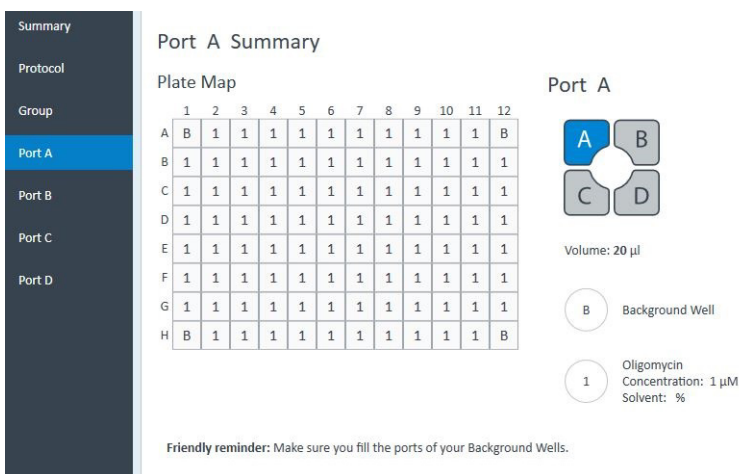 Summary
Protocol
Group
Port A
Port B
Port C
Port D
Port A Summary
Plate Map
1 2 3 4 5 6 7 8 9 10 11 12
A B 1 1 1 1 1 1 1 1 1 1 B
B 1 1 1 1 1 1 1 1 1 1 1 1
C 1 1 1 1 1 1 1 1 1 1 1 1
D 1 1 1 1 1 1 1 1 1 1 1 1
E 1 1 1 1 1 1 1 1 1 1 1 1
F 1 1 1 1 1 1 1 1 1 1 1 1
G 1 1 1 1 1 1 1 1 1 1 1 1
H B 1 1 1 1 1 1 1 1 1 1 B
Port A
A B
C D
Volume: 20 µl
B Background Well
1 Oligomycin
Concentration: 1 µM
Solvent: %
Friendly reminder: Make sure you fill the ports of your Background Wells.